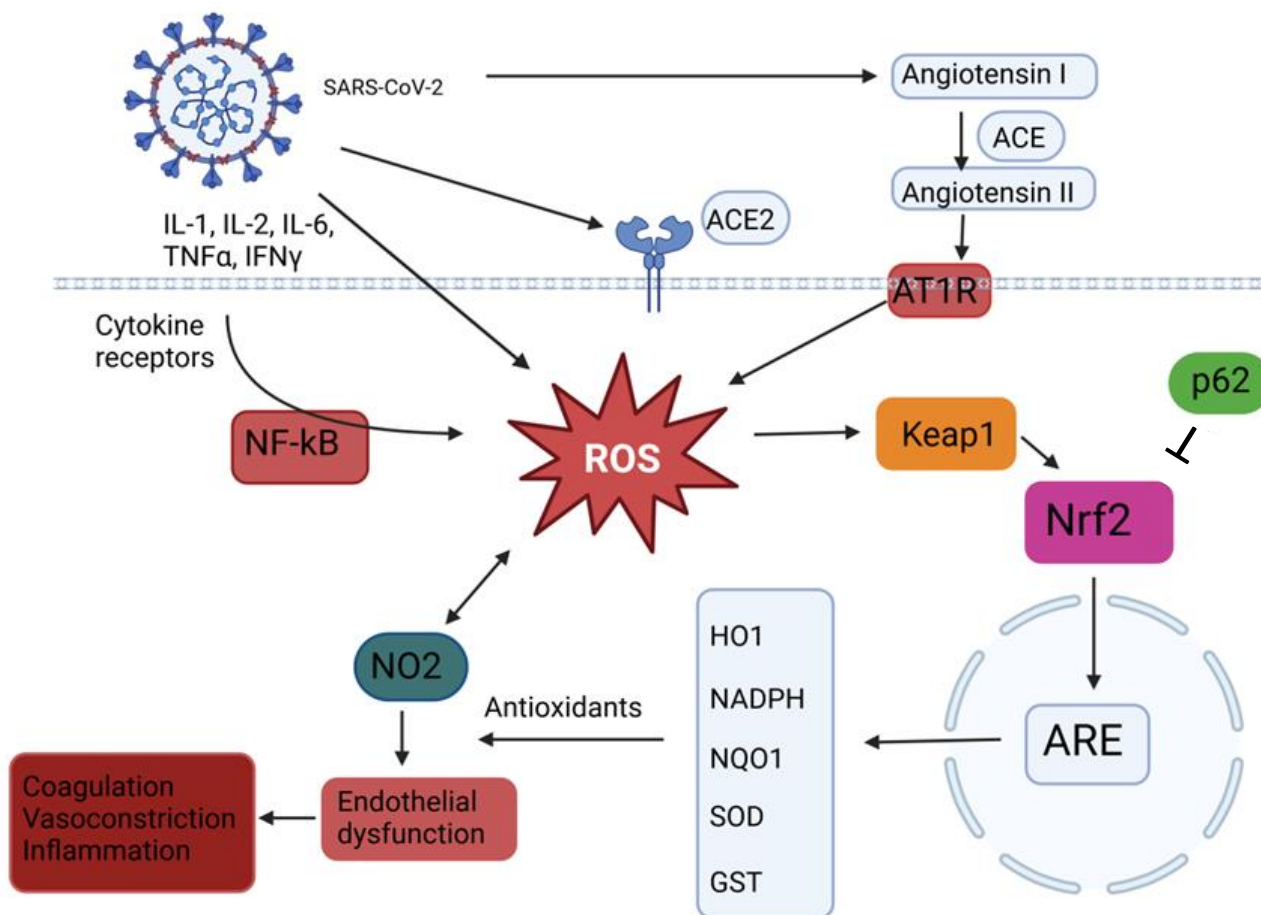 SARS-CoV-2
Angiotensin I
ACE
Angiotensin II
ACE2
IL-1, IL-2, IL-6,
TNFα, IFNγ
AT1R
Cytokine
receptors
p62
NF-kB
ROS
Keap1
Nrf2
HO1
NADPH
NQO1
SOD
GST
NO2
Antioxidants
ARE
Coagulation
Vasoconstriction
Inflammation
Endothelial
dysfunction